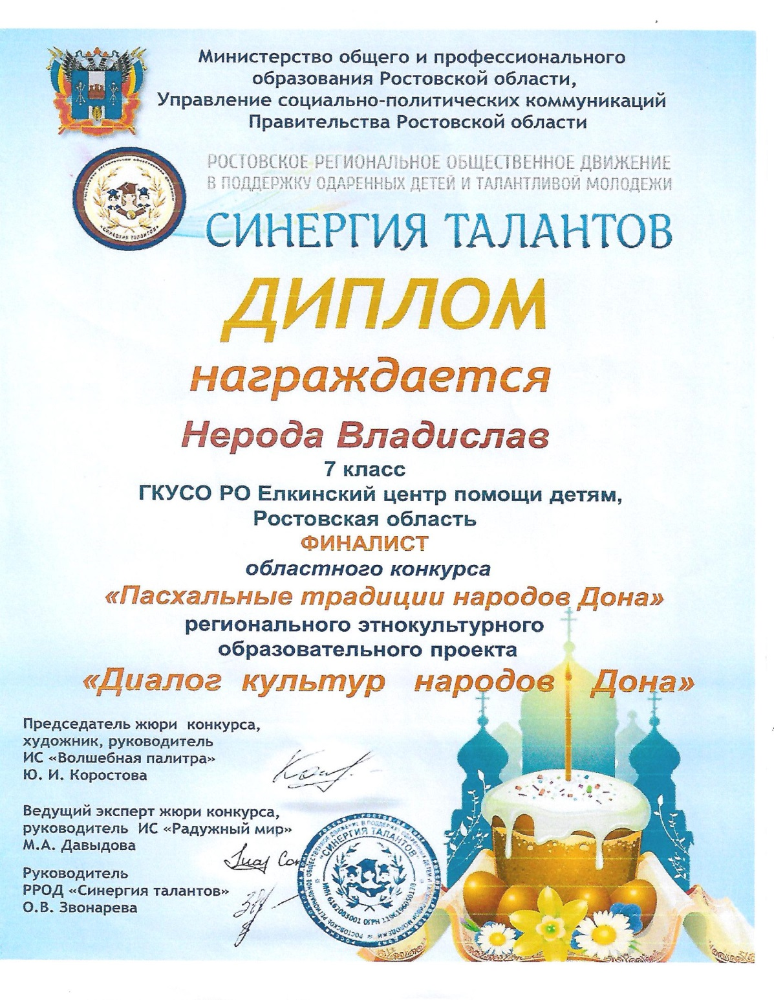 Министерство общего и профессионального
образования Ростовской области,
Управление социально-политических коммуникаций
Правительства Ростовской области
РОСТОВСКОЕ РЕГИОНАЛЬНОЕ ОБЩЕСТВЕННОЕ ДВИЖЕНИЕ
В ПОДДЕРЖКУ ОДАРЕННЫХ ДЕТЕЙ И ТАЛАНТЛИВОЙ МОЛОДЕЖИ
«СИНЕРГИЯ ТАЛАНТОВ»
СИНЕРГИЯ ТАЛАНТОВ
ДИПЛОМ
награждается
Нерода Владислав
7 класс
ГКУСО РО Елкинский центр помощи детям,
Ростовская область
ФИНАЛИСТ
областного конкурса
«Пасхальные традиции народов Дона»
регионального этнокультурного
образовательного проекта
«Диалог культур народов Дона»
Председатель жюри конкурса,
художник, руководитель
ИС «Волшебная палитра»
Ю. И. Коростова
Ведущий эксперт жюри конкурса,
руководитель ИС «Радужный мир»
М.А. Давыдова
Руководитель
РРОД «Синергия талантов»
О.В. Звонарева
"СИНЕРГИЯ ТАЛАНТОВ"